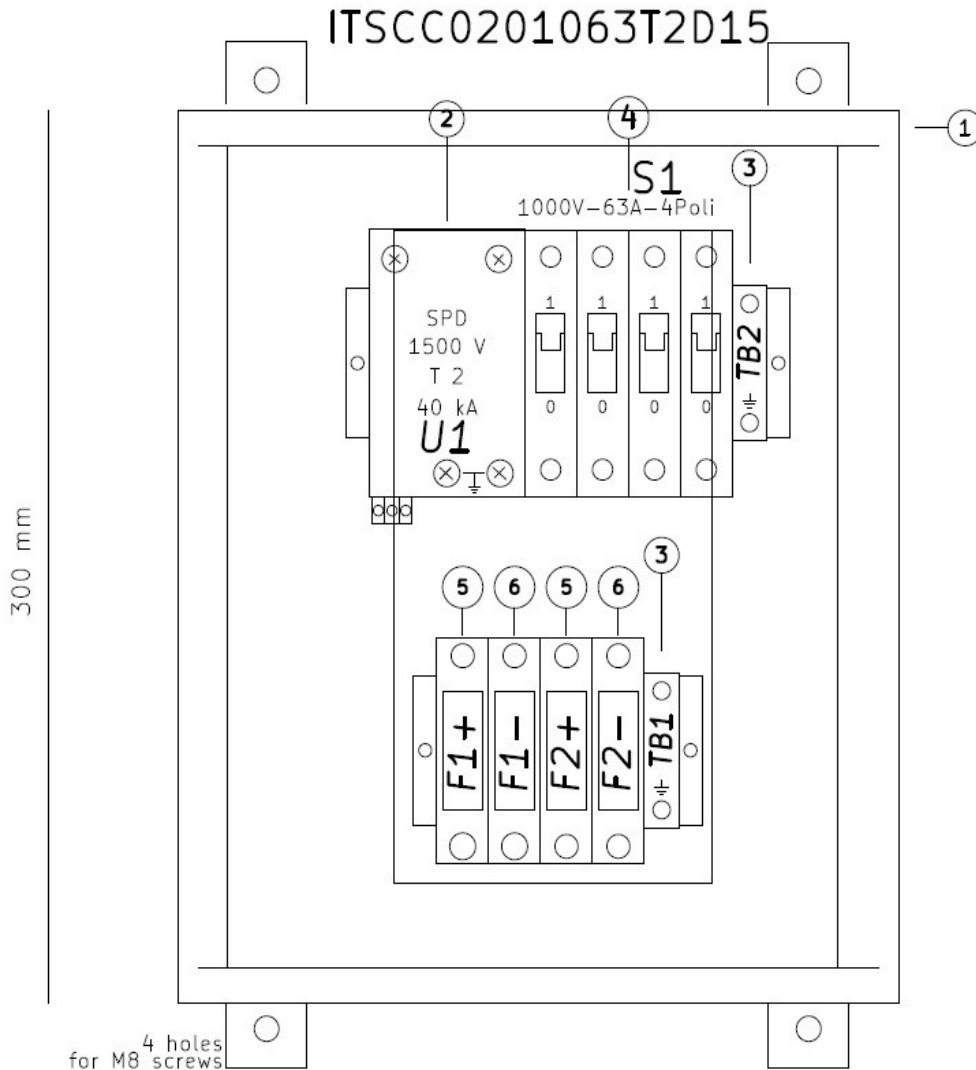 ITSCC0201063T2D15
2
4
1
3
S1
1000V-63A-4Poli
SPD
1500 V
T 2
40 kA
U1
1 1 1 1
0 0 0 0
TB2
300 mm
5 6 5 6 3
F1+
F1-
F2+
F2-
TB1
4 holes
for M8 screws